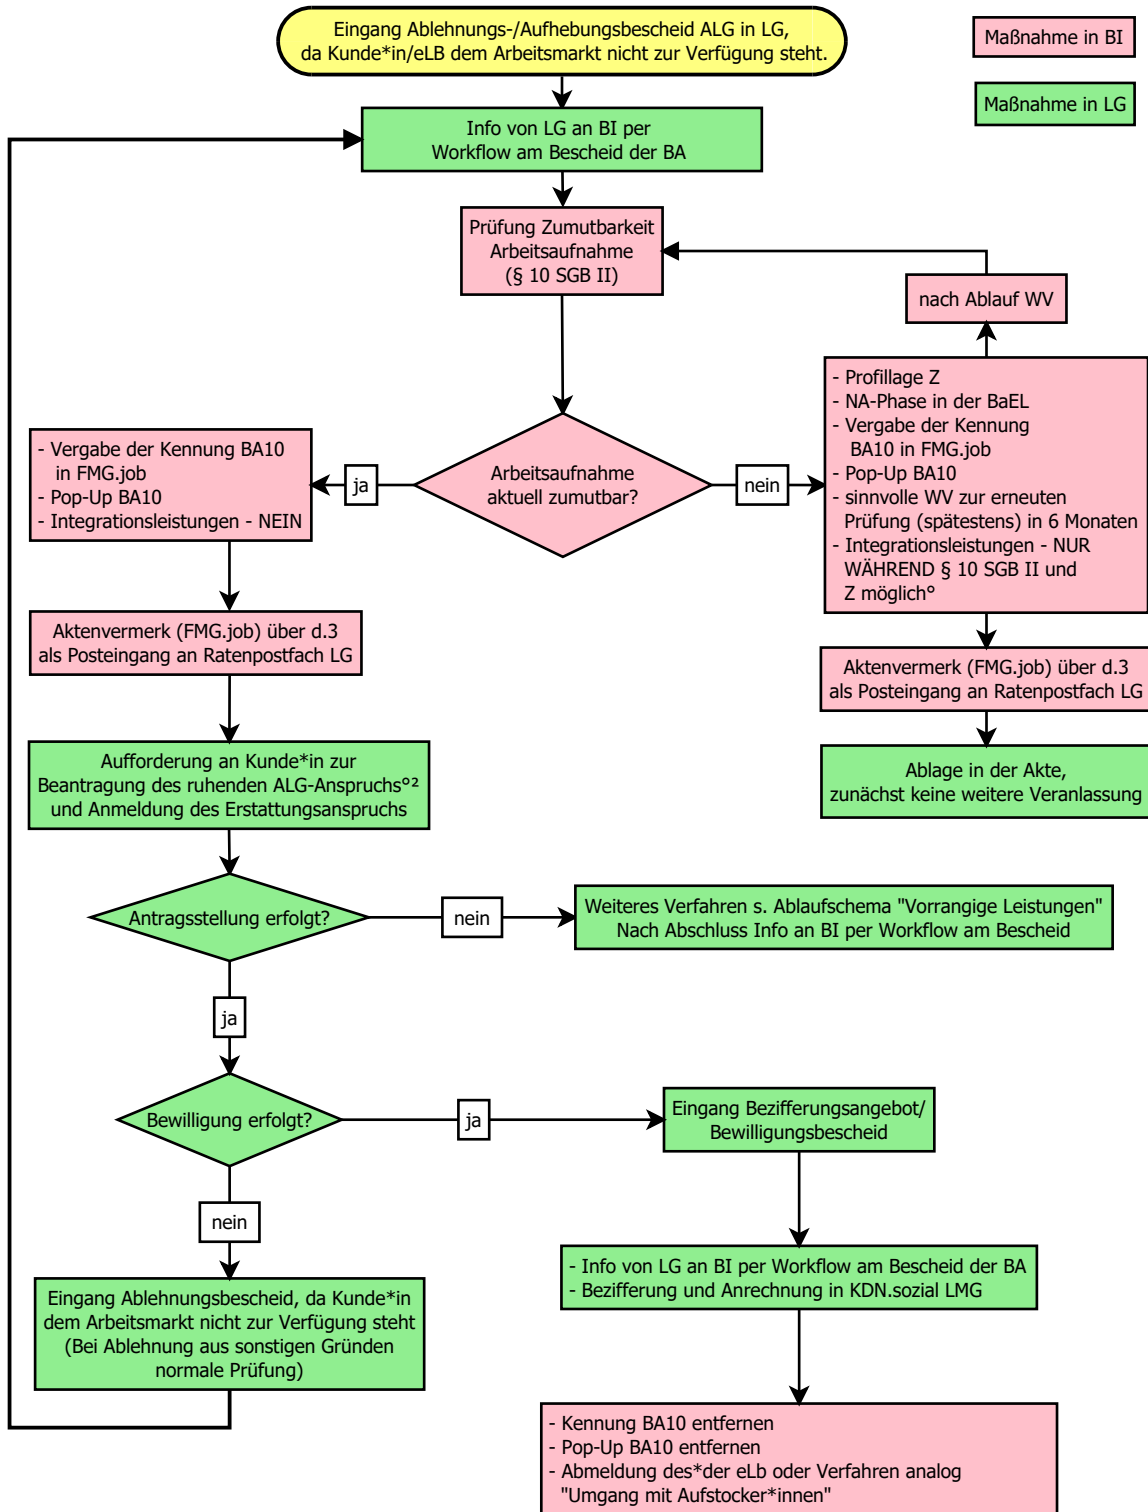 Eingang Ablehnungs-/Aufhebungsbescheid ALG in LG,
da Kunde*in/eLB dem Arbeitsmarkt nicht zur Verfügung steht.
Maßnahme in BI
Maßnahme in LG
Info von LG an BI per
Workflow am Bescheid der BA
Prüfung Zumutbarkeit
Arbeitsaufnahme
(§ 10 SGB II)
nach Ablauf WV
- Profillage Z
- NA-Phase in der BaEL
- Vergabe der Kennung
BA10 in FMG.job
- Pop-Up BA10
- sinnvolle WV zur erneuten
Prüfung (spätestens) in 6 Monaten
- Integrationsleistungen - NUR
WÄHREND § 10 SGB II und
Z möglich°
Arbeitsaufnahme
aktuell zumutbar?
ja
nein
- Vergabe der Kennung BA10
in FMG.job
- Pop-Up BA10
- Integrationsleistungen - NEIN
Aktenvermerk (FMG.job) über d.3
als Posteingang an Ratenpostfach LG
Aktenvermerk (FMG.job) über d.3
als Posteingang an Ratenpostfach LG
Ablage in der Akte,
zunächst keine weitere Veranlassung
Aufforderung an Kunde*in zur
Beantragung des ruhenden ALG-Anspruchs°²
und Anmeldung des Erstattungsanspruchs
Antragsstellung erfolgt?
nein
Weiteres Verfahren s. Ablaufschema "Vorrangige Leistungen"
Nach Abschluss Info an BI per Workflow am Bescheid
ja
Bewilligung erfolgt?
ja
Eingang Bezifferungsangebot/
Bewilligungsbescheid
nein
- Info von LG an BI per Workflow am Bescheid der BA
- Bezifferung und Anrechnung in KDN.sozial LMG
Eingang Ablehnungsbescheid, da Kunde*in
dem Arbeitsmarkt nicht zur Verfügung steht
(Bei Ablehnung aus sonstigen Gründen
normale Prüfung)
- Kennung BA10 entfernen
- Pop-Up BA10 entfernen
- Abmeldung des*der eLb oder Verfahren analog
"Umgang mit Aufstocker*innen"